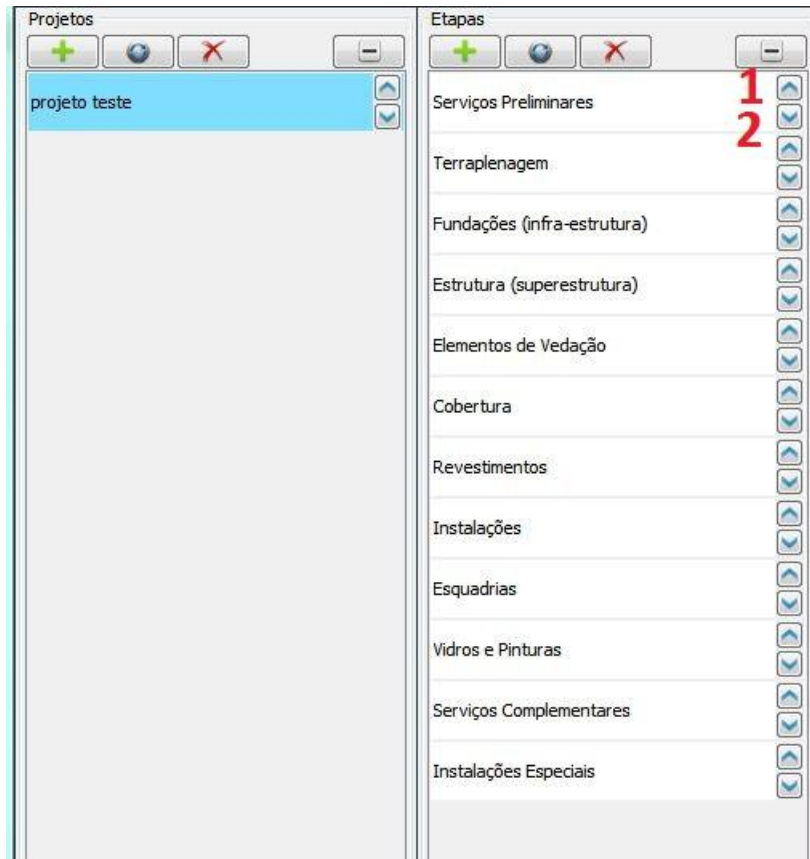 Projetos
projeto teste
Etapas
Serviços Preliminares
1
2
Terraplenagem
Fundações (infra-estrutura)
Estrutura (superestrutura)
Elementos de Vedação
Cobertura
Revestimentos
Instalações
Esquadrias
Vidros e Pinturas
Serviços Complementares
Instalações Especiais